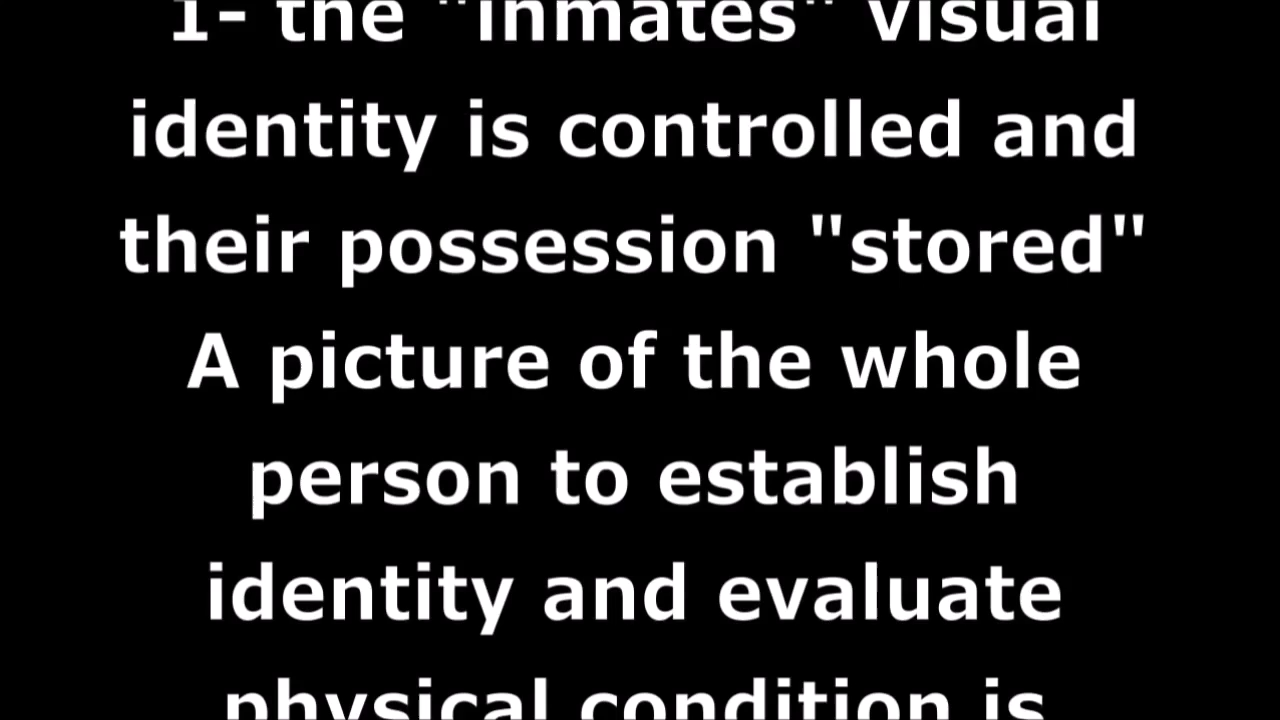 1- the "inmates" visual
identity is controlled and
their possession "stored"
A picture of the whole
person to establish
identity and evaluate
physical condition is